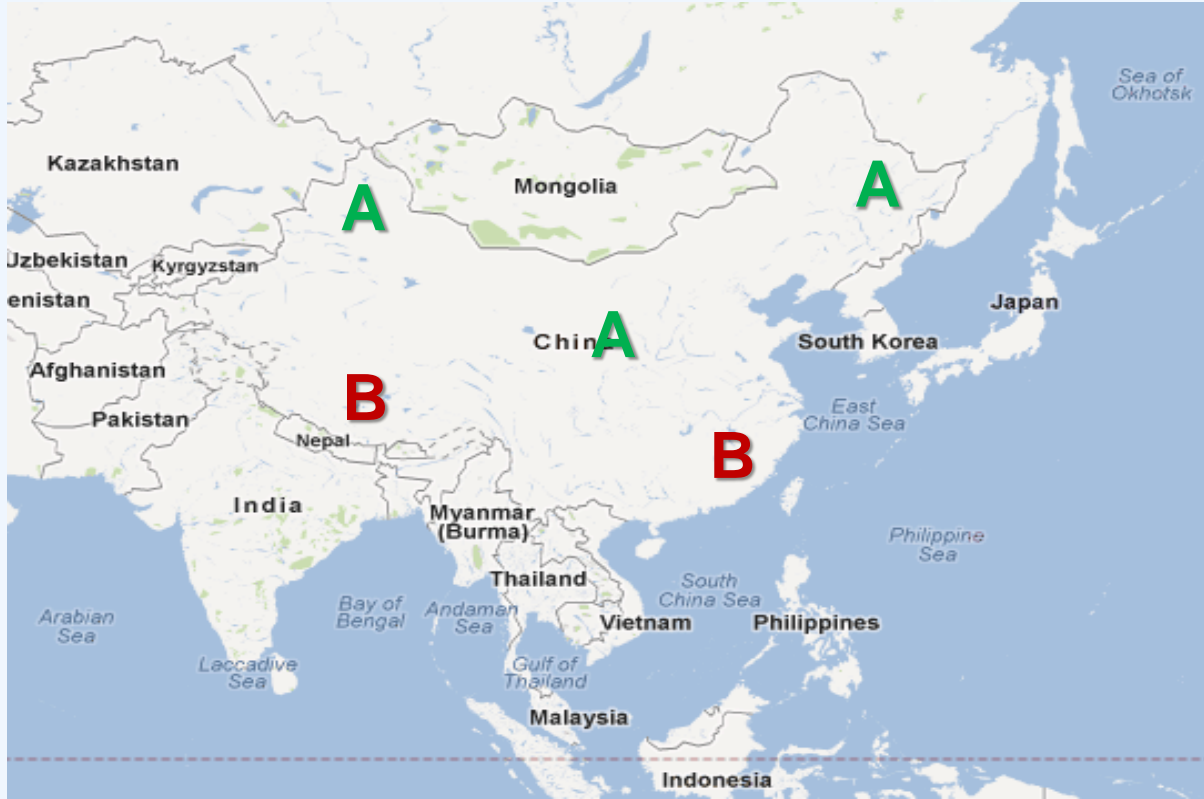 Sea of
Okhotsk
Kazakhstan
Mongolia
A
A
Uzbekistan
Kyrgyzstan
enistan
Japan
China
A
South Korea
Afghanistan
B
Pakistan
East
China Sea
Nepal
B
India
Myanmar
(Burma)
Philippine
Sea
Thailand
South
China Sea
Bay of
Bengal
Andaman
Sea
Arabian
Sea
Vietnam
Philippines
Laccadive
Sea
Gulf of
Thailand
Malaysia
Indonesia